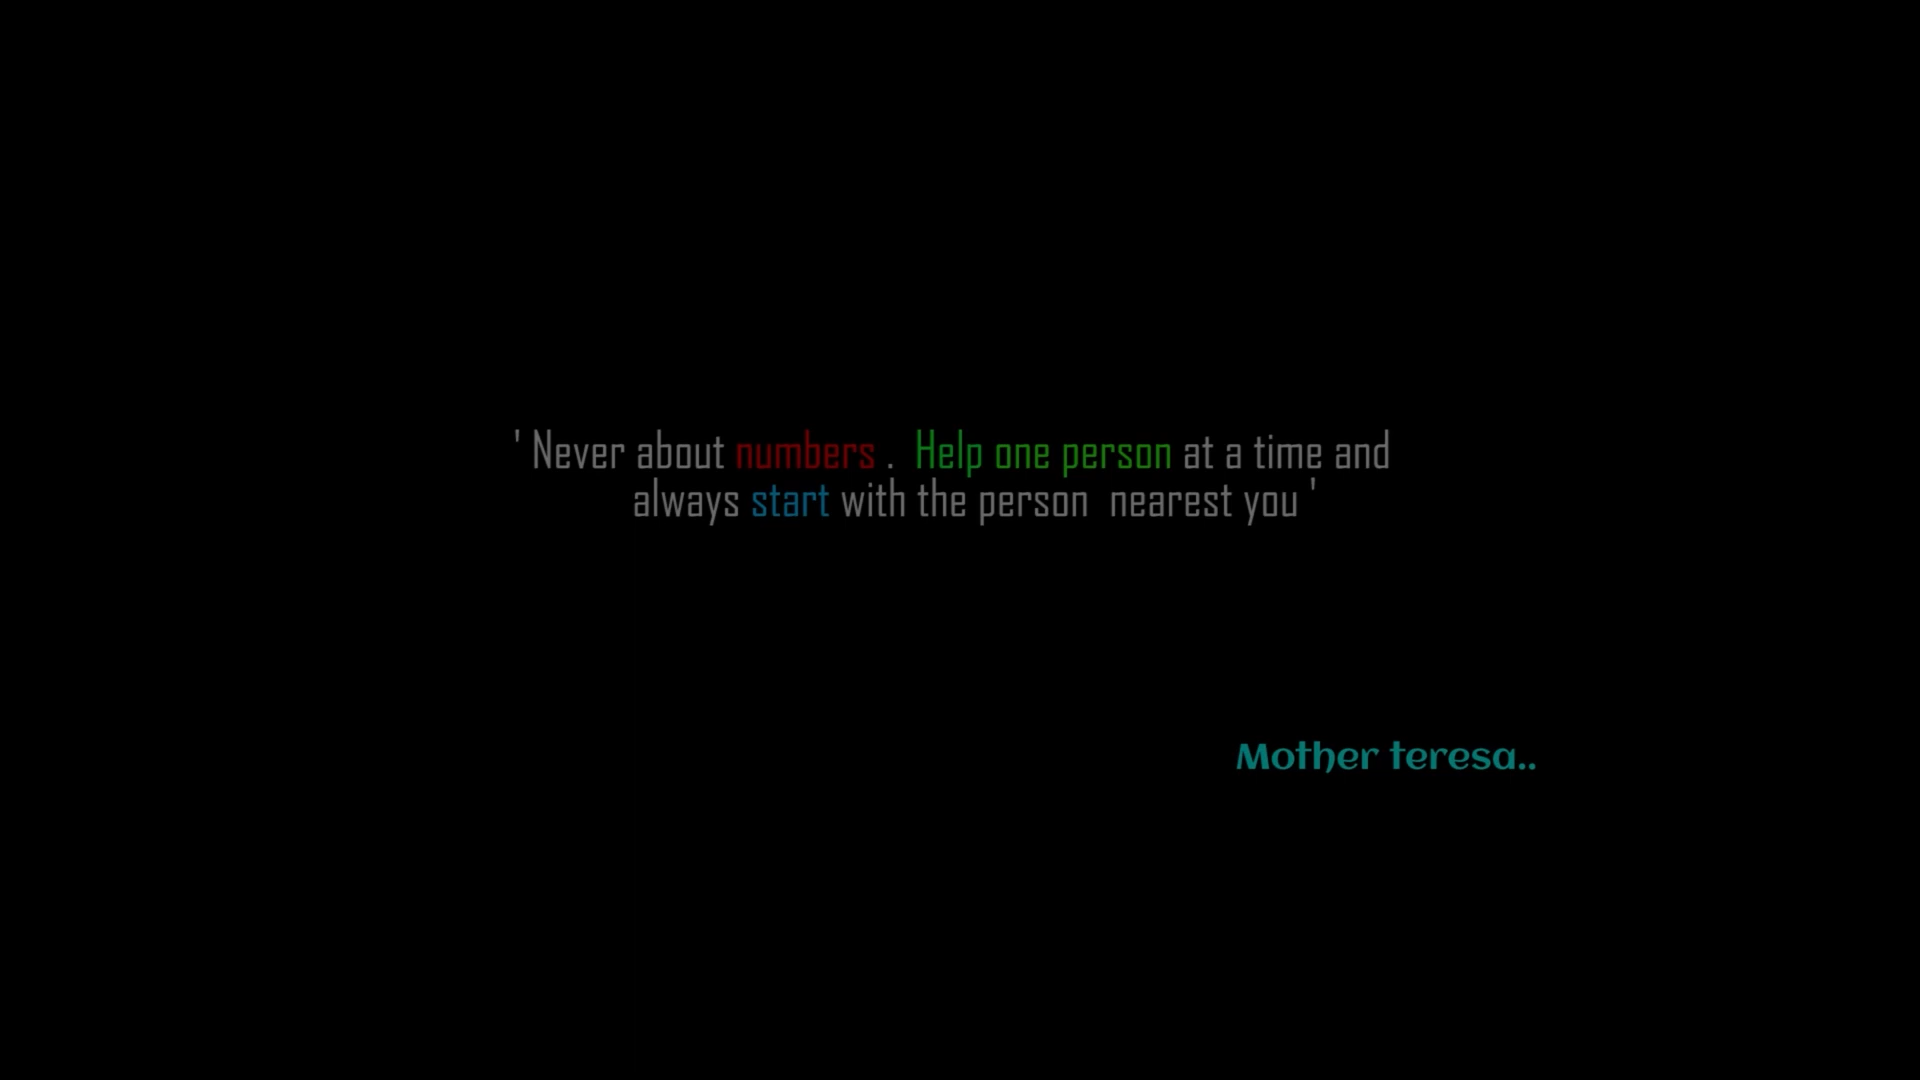 ' Never about numbers . Help one person at a time and
always start with the person nearest you '
Mother teresa..